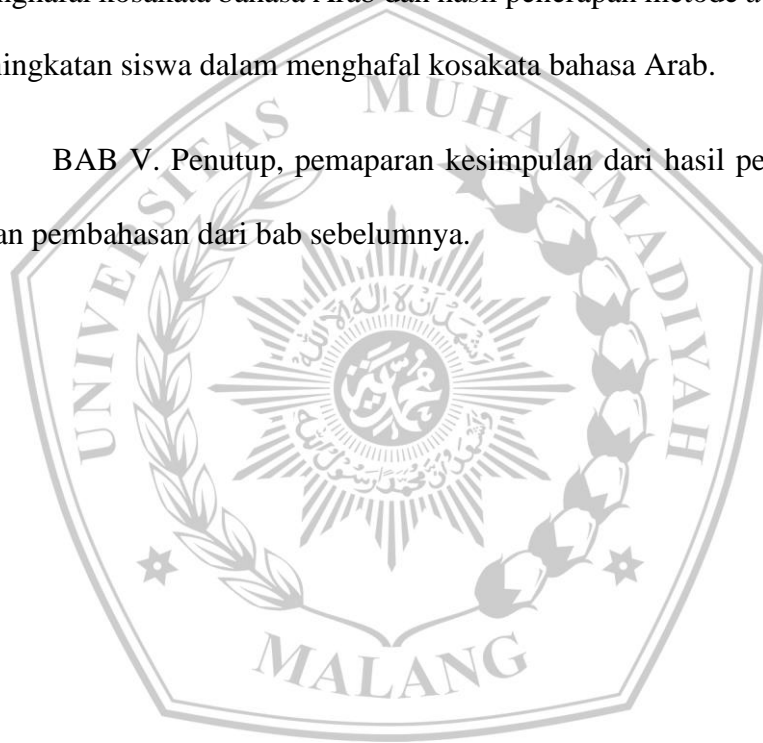 nghafal kosakata bahasa Arab dan hasil penerapan metode a
ningkatan siswa dalam menghafal kosakata bahasa Arab.
BAB V. Penutup, pemaparan kesimpulan dari hasil pe
an pembahasan dari bab sebelumnya.
UNIVERSITAS MUHAMMADIYAH
MALANG